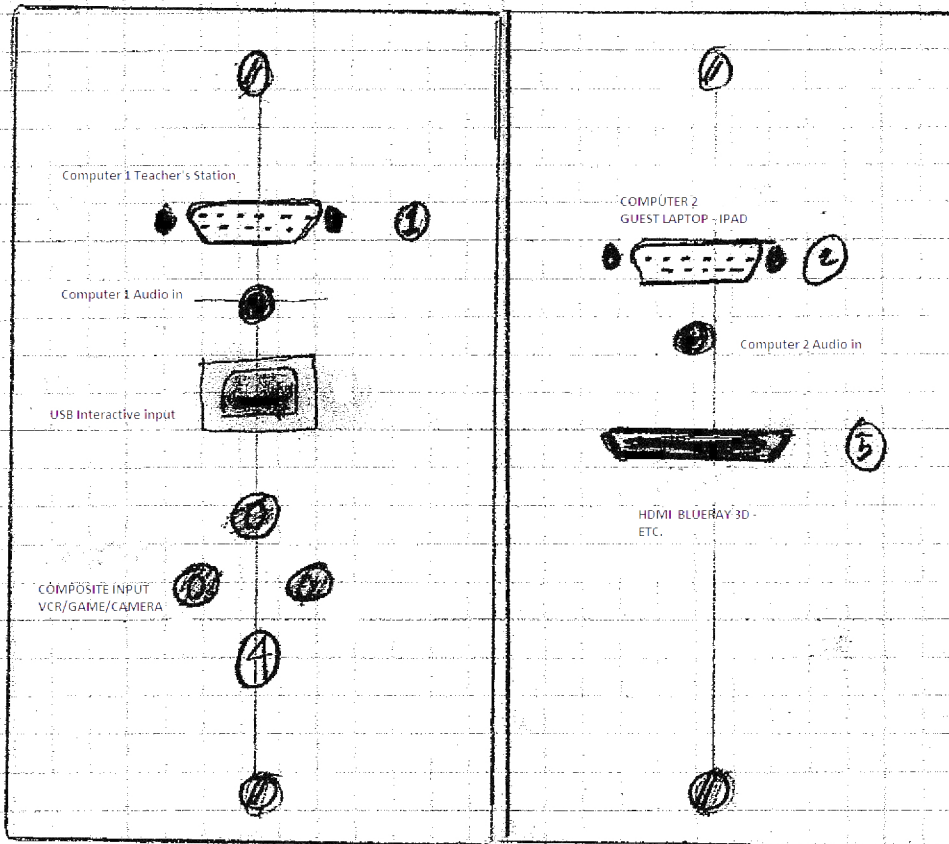 Computer 1 Teacher's Station
1
Computer 1 Audio in
USB Interactive input
COMPOSITE INPUT
VCR/GAME/CAMERA
4
COMPUTER 2
GUEST LAPTOP - IPAD
2
Computer 2 Audio in
5
HDMI BLUERAY 3D -
ETC.